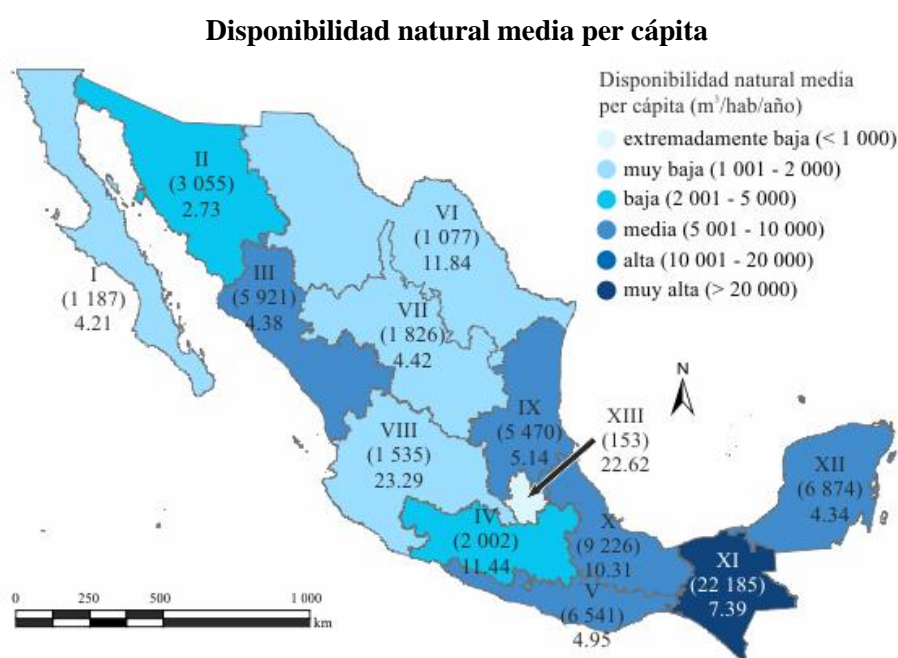 Disponibilidad natural media per cápita
Disponibilidad natural media
per cápita (m³/hab/año)
extremadamente baja (< 1 000)
muy baja (1 001 - 2 000)
baja (2 001 - 5 000)
media (5 001 - 10 000)
alta (10 001 - 20 000)
muy alta (> 20 000)
I
(1 187)
4.21
II
(3 055)
2.73
III
(5 921)
4.38
VI
(1 077)
11.84
VII
(1 826)
4.42
VIII
(1 535)
23.29
IX
(5 470)
5.14
XIII
(153)
22.62
IV
(2 002)
11.44
X
(9 226)
10.31
V
(6 541)
4.95
XI
(22 185)
7.39
XII
(6 874)
4.34
N
0 250 500 1 000
km